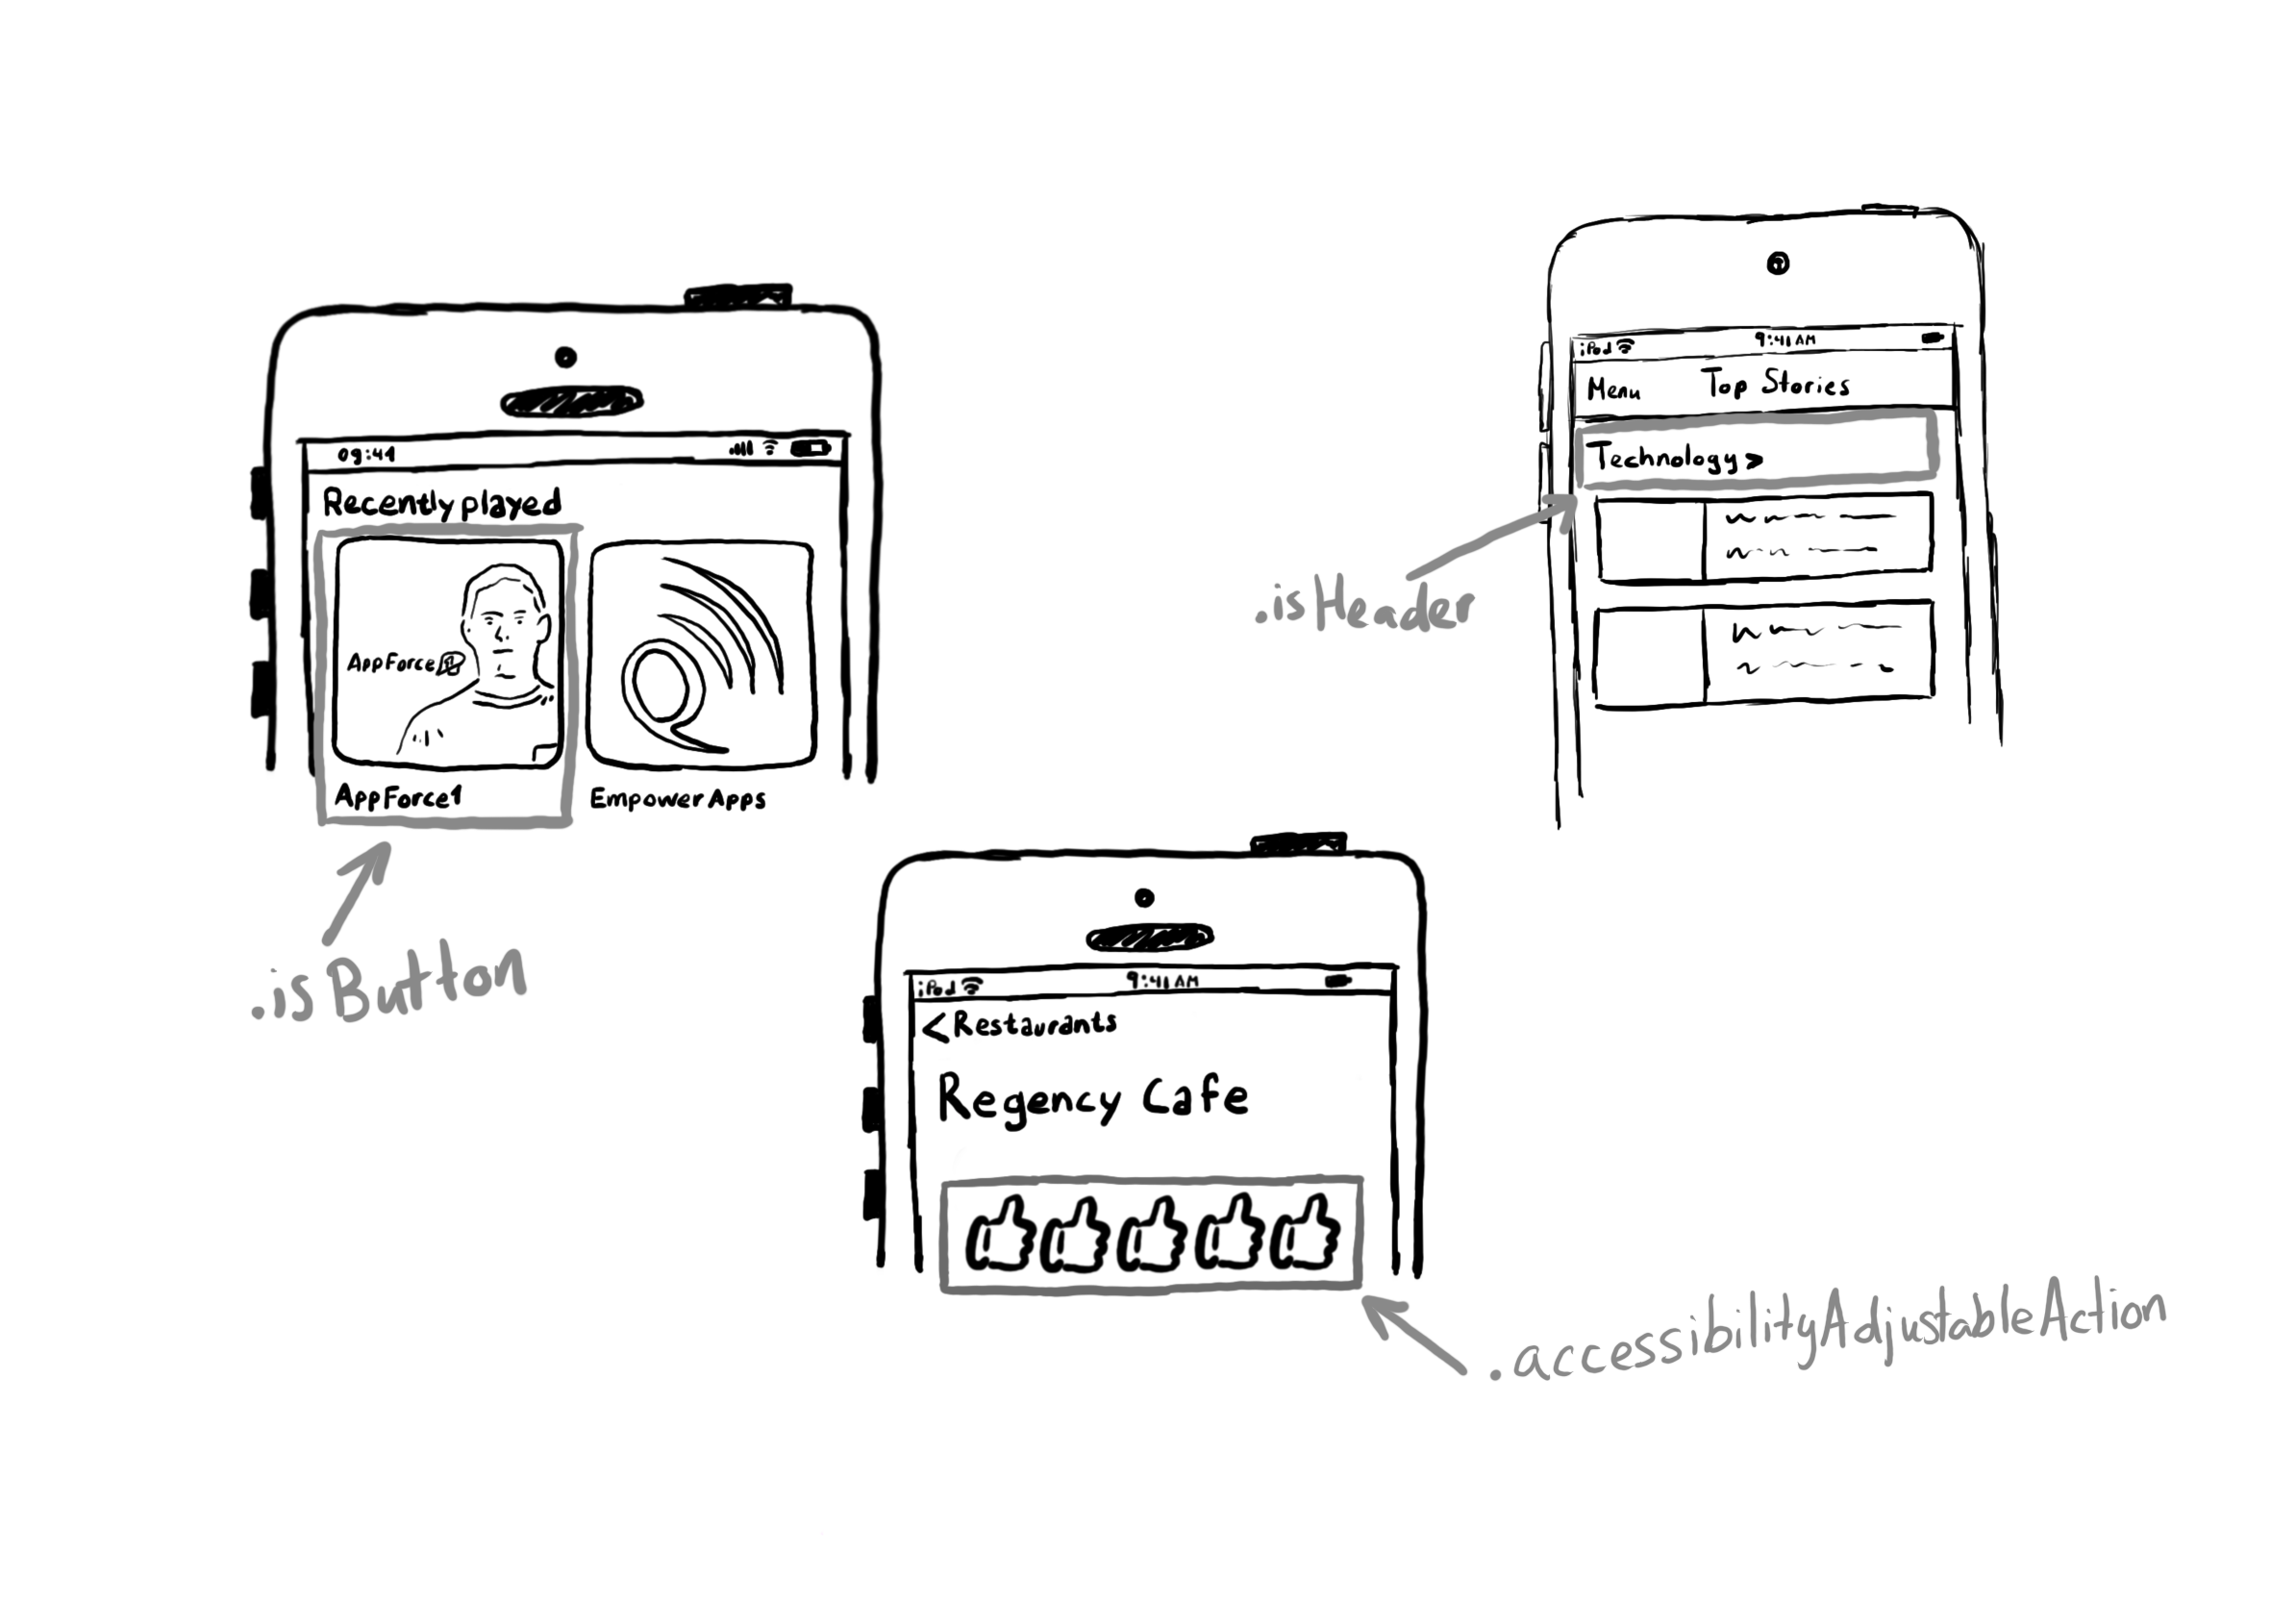 09:41
Recently played
AppForce1
AppForce1
Empower Apps
.isButton
iPod 9:41 AM
Menu Top Stories
Technology >
.isHeader
iPod 9:41 AM
< Restaurants
Regency Cafe
.accessibilityAdjustableAction